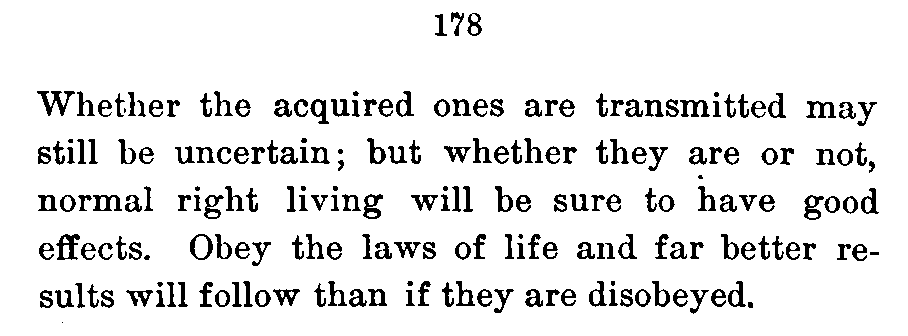 178
Whether the acquired ones are transmitted may
still be uncertain; but whether they are or not,
normal right living will be sure to have good
effects. Obey the laws of life and far better re-
sults will follow than if they are disobeyed.